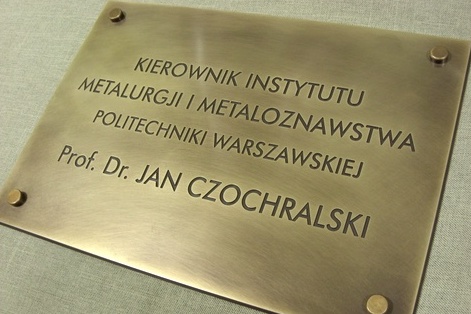 KIEROWNIK INSTYTUTU
METALURGJI I METALOZNAWSTWA
POLITECHNIKI WARSZAWSKIEJ
Prof. Dr. JAN CZOCHRALSKI